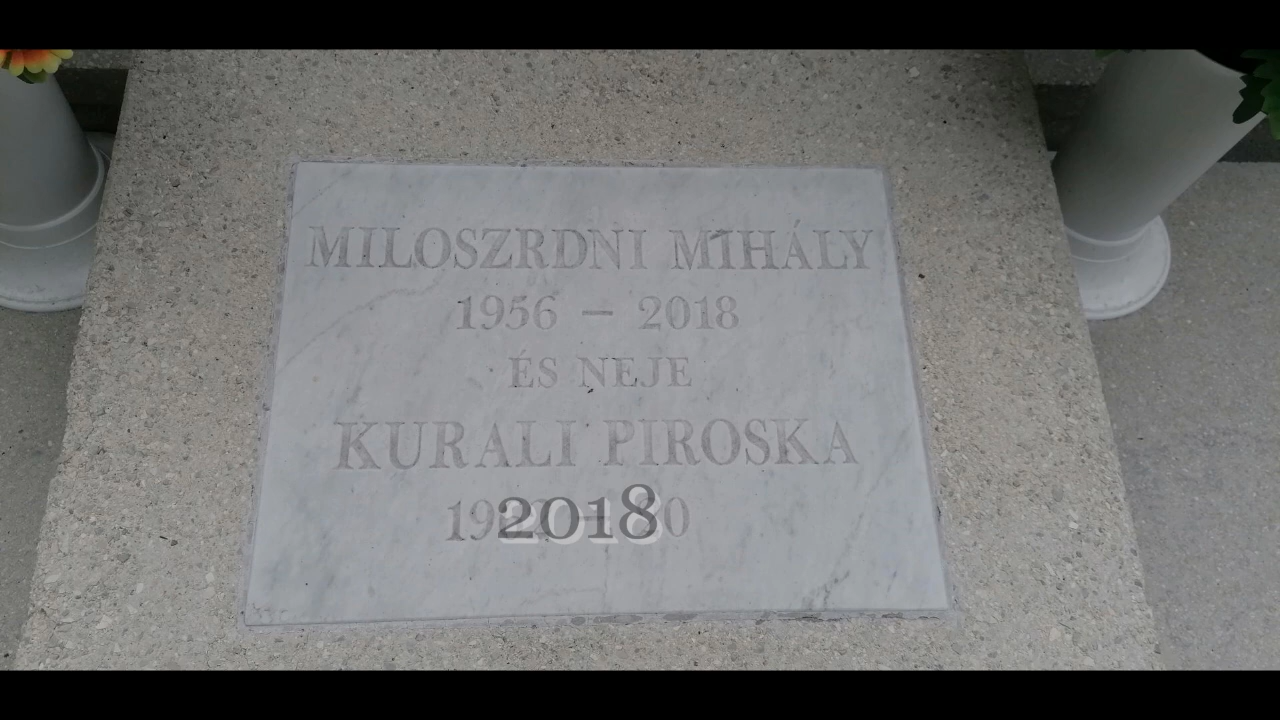 MILOSZRDNI MIHÁLY
1956 – 2018
ÉS NEJE
KURALI PIROSKA
2018